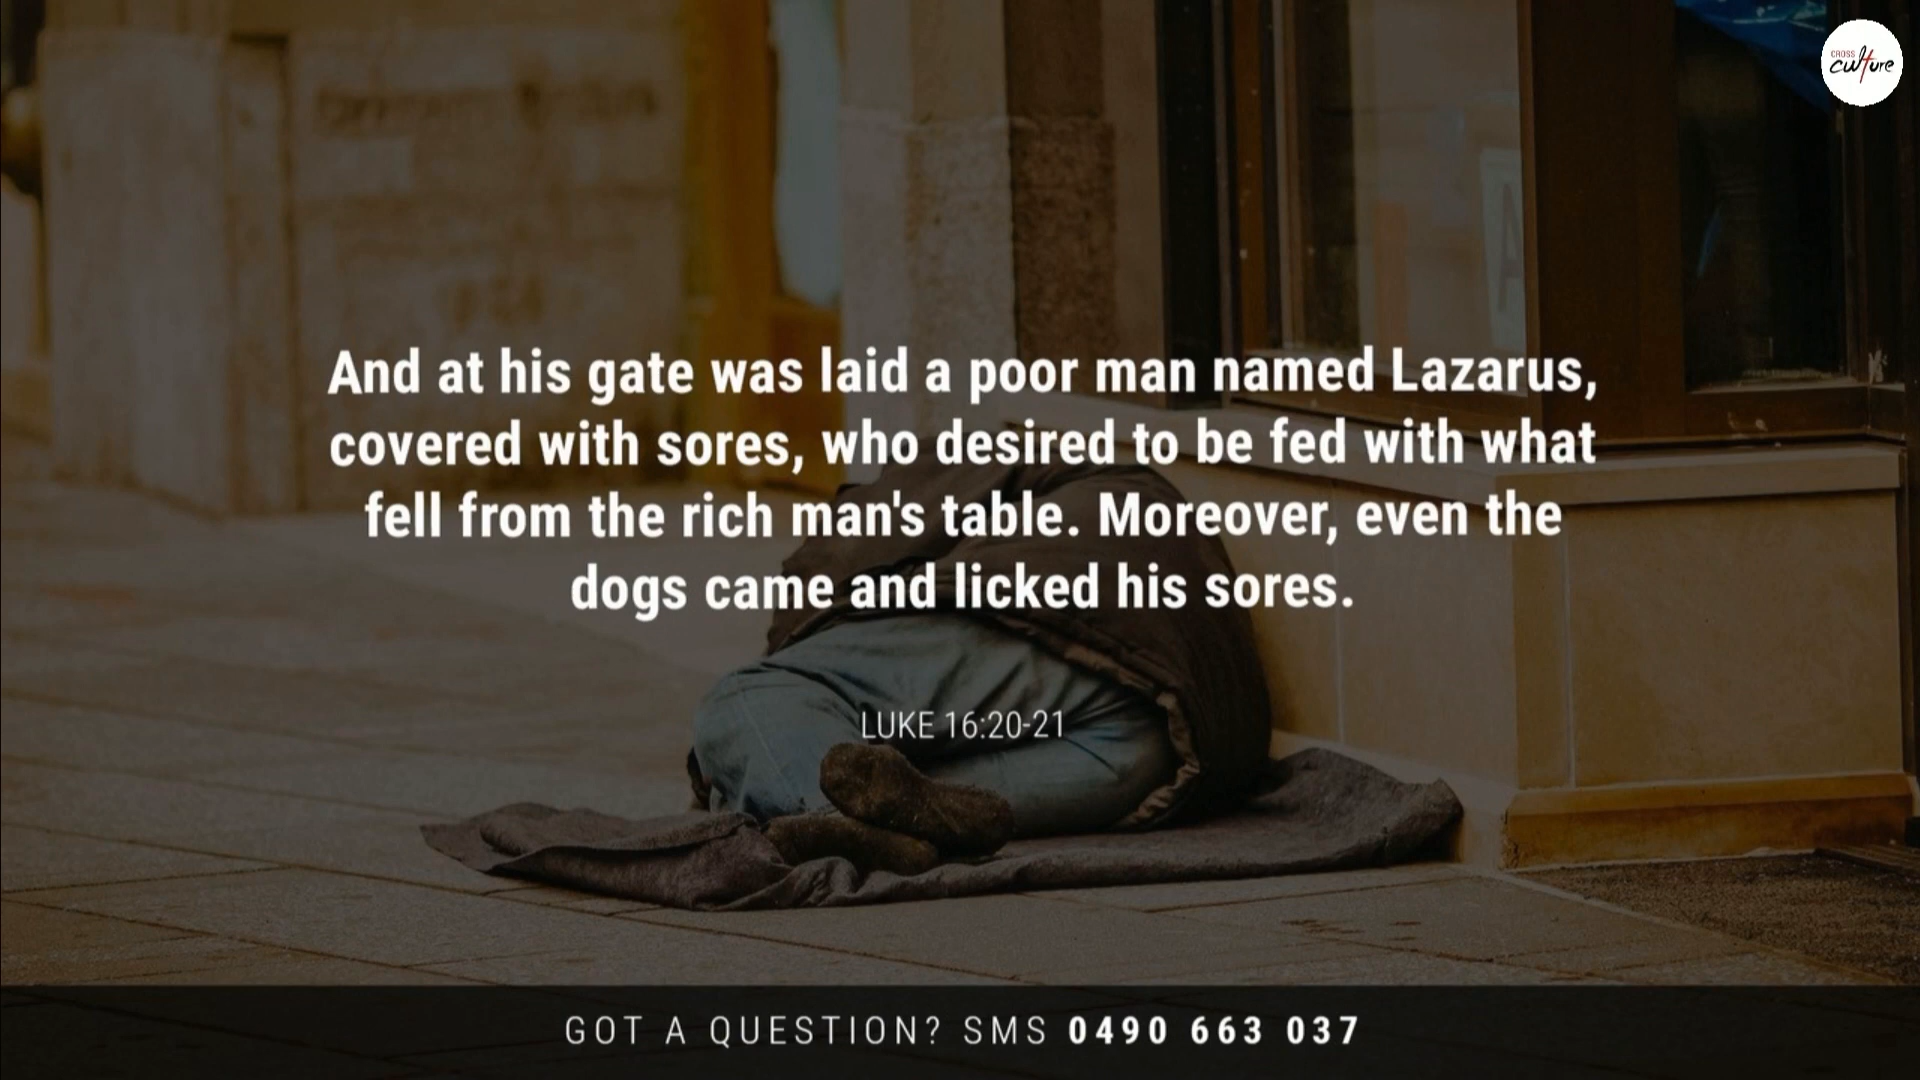 CROSS
culture
And at his gate was laid a poor man named Lazarus,
covered with sores, who desired to be fed with what
fell from the rich man's table. Moreover, even the
dogs came and licked his sores.
LUKE 16:20-21
GOT A QUESTION? SMS 0490 663 037